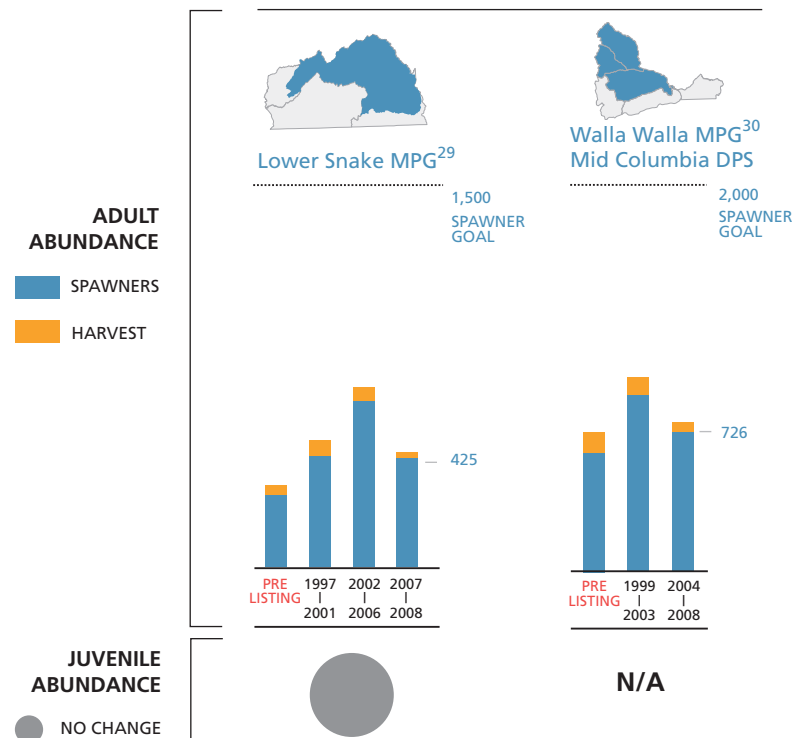 Lower Snake MPG29
1,500
SPAWNER
GOAL
Walla Walla MPG30
Mid Columbia DPS
2,000
SPAWNER
GOAL
ADULT
ABUNDANCE
SPAWNERS
HARVEST
425
726
PRE
LISTING
1997
2001
2002
2006
2007
2008
PRE
LISTING
1999
2003
2004
2008
JUVENILE
ABUNDANCE
NO CHANGE
N/A